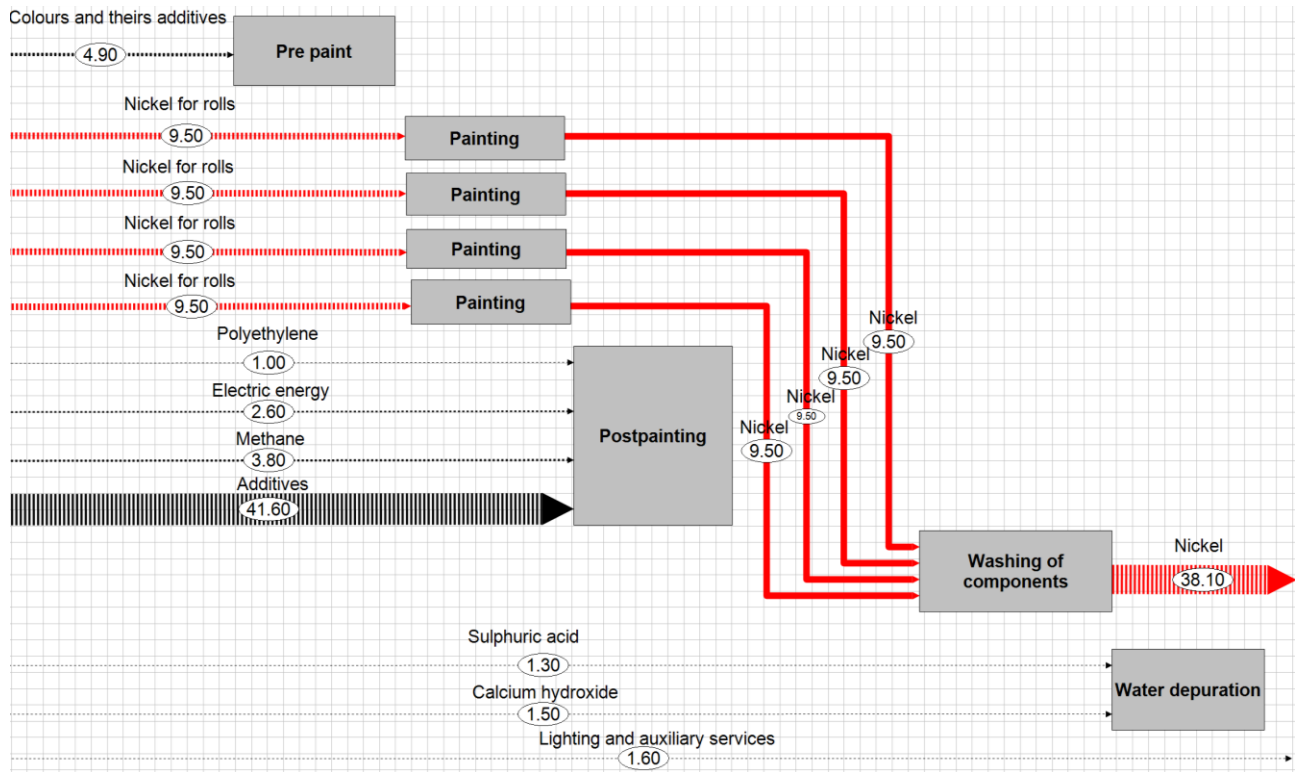 Colours and theirs additives
4.90
Pre paint
Nickel for rolls
9.50
Painting
Nickel for rolls
9.50
Painting
Nickel for rolls
9.50
Painting
Nickel for rolls
9.50
Painting
Polyethylene
1.00
Electric energy
2.60
Methane
3.80
Additives
41.60
Postpainting
Nickel
9.50
Nickel
9.50
Nickel
9.50
Nickel
9.50
Washing of
components
Nickel
38.10
Sulphuric acid
1.30
Calcium hydroxide
1.50
Water depuration
Lighting and auxiliary services
1.60